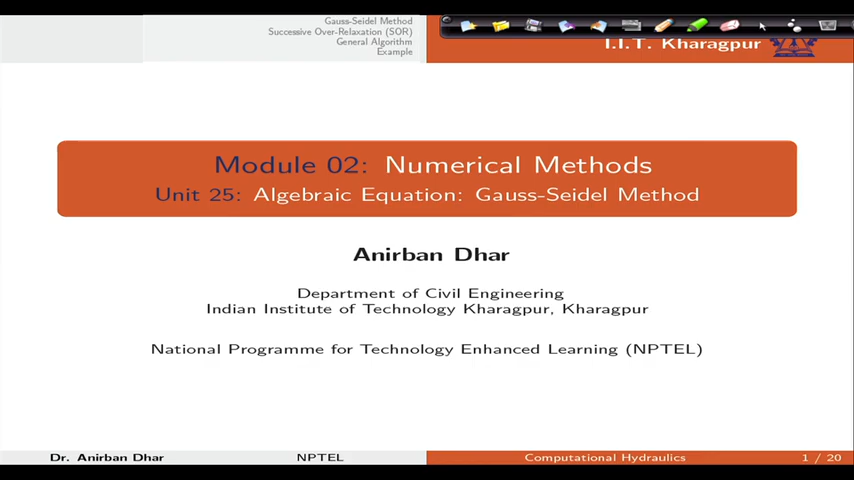 Gauss-Seidel Method
Successive Over-Relaxation (SOR)
General Algorithm
Example
I.I.T. Kharagpur
Module 02: Numerical Methods
Unit 25: Algebraic Equation: Gauss-Seidel Method
Anirban Dhar
Department of Civil Engineering
Indian Institute of Technology Kharagpur, Kharagpur
National Programme for Technology Enhanced Learning (NPTEL)
Dr. Anirban Dhar NPTEL Computational Hydraulics 1 / 20